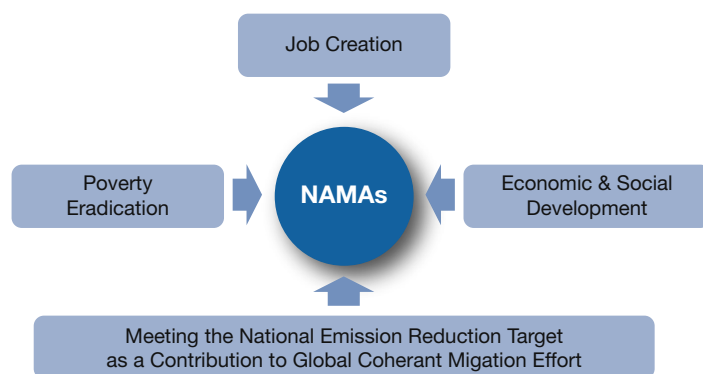 Job Creation
Poverty
Eradication
NAMAs
Economic & Social
Development
Meeting the National Emission Reduction Target
as a Contribution to Global Coherant Migation Effort